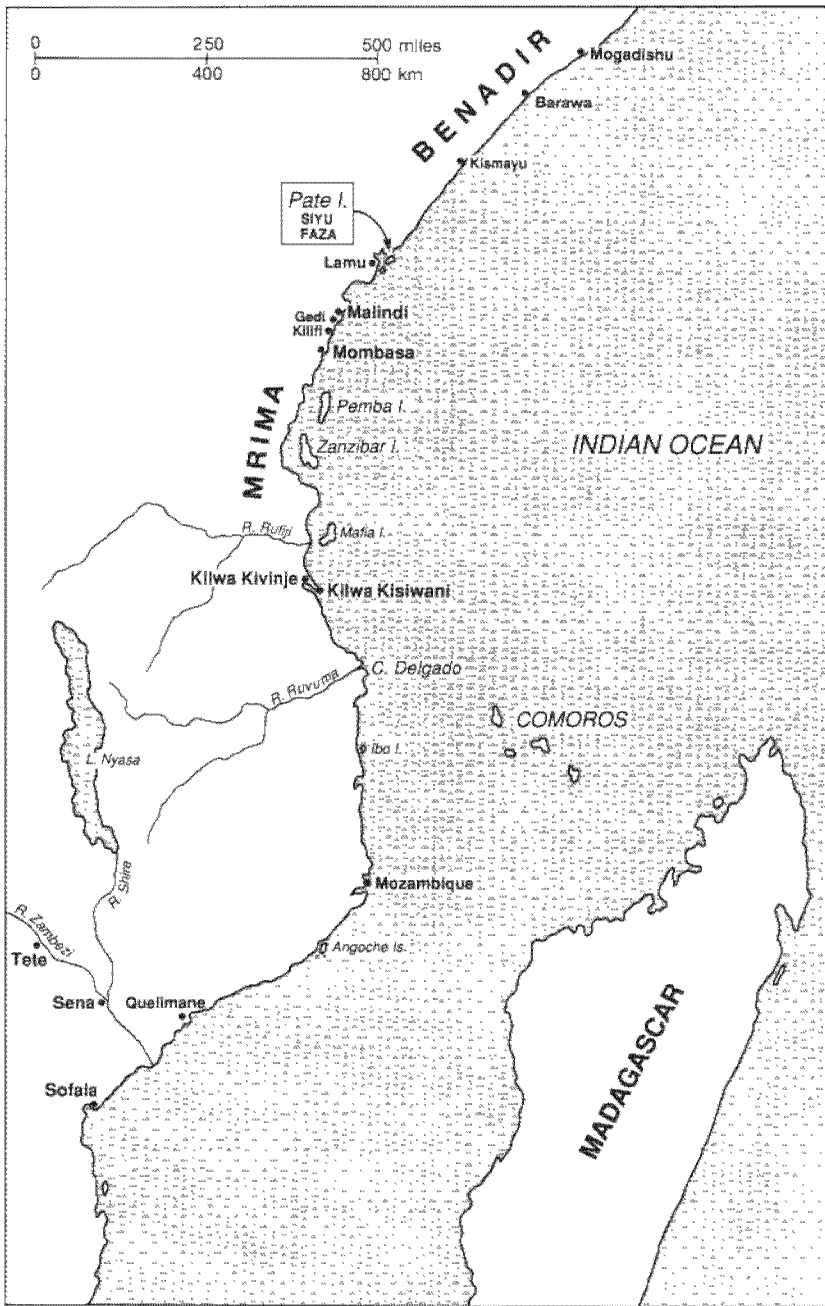 0 250 500 miles
0 400 800 km
BENADIR
Mogadishu
Barawa
Kismayu
Pate I.
SIYU
FAZA
Lamu
Malindi
Gedi
Kilifi
Mombasa
MRIMA
Pemba I.
Zanzibar I.
INDIAN OCEAN
R. Rufiji
Mafia I.
Kilwa Kivinje
Kilwa Kisiwani
C. Delgado
R. Ruvuma
COMOROS
Ibo I.
L. Nyasa
R. Shire
Mozambique
R. Zambezi
Angoche Is.
Tete
Sena
Quelimane
MADAGASCAR
Sofala